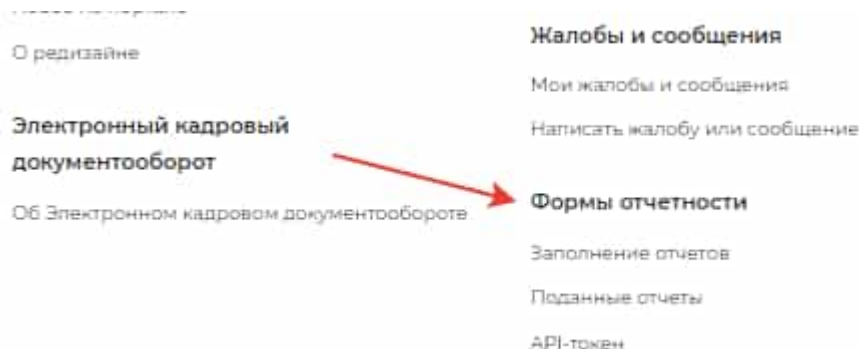 О редизайне
Электронный кадровый
документооборот
Об Электронном кадровом документообороте
Жалобы и сообщения
Мои жалобы и сообщения
Написать жалобу или сообщение
Формы отчетности
Заполнение отчетов
Поданные отчеты
API-токен